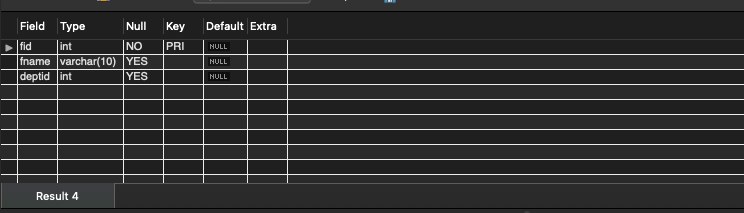 Field Type Null Key Default Extra
fid int NO PRI NULL
fname varchar(10) YES NULL
deptid int YES NULL
Result 4